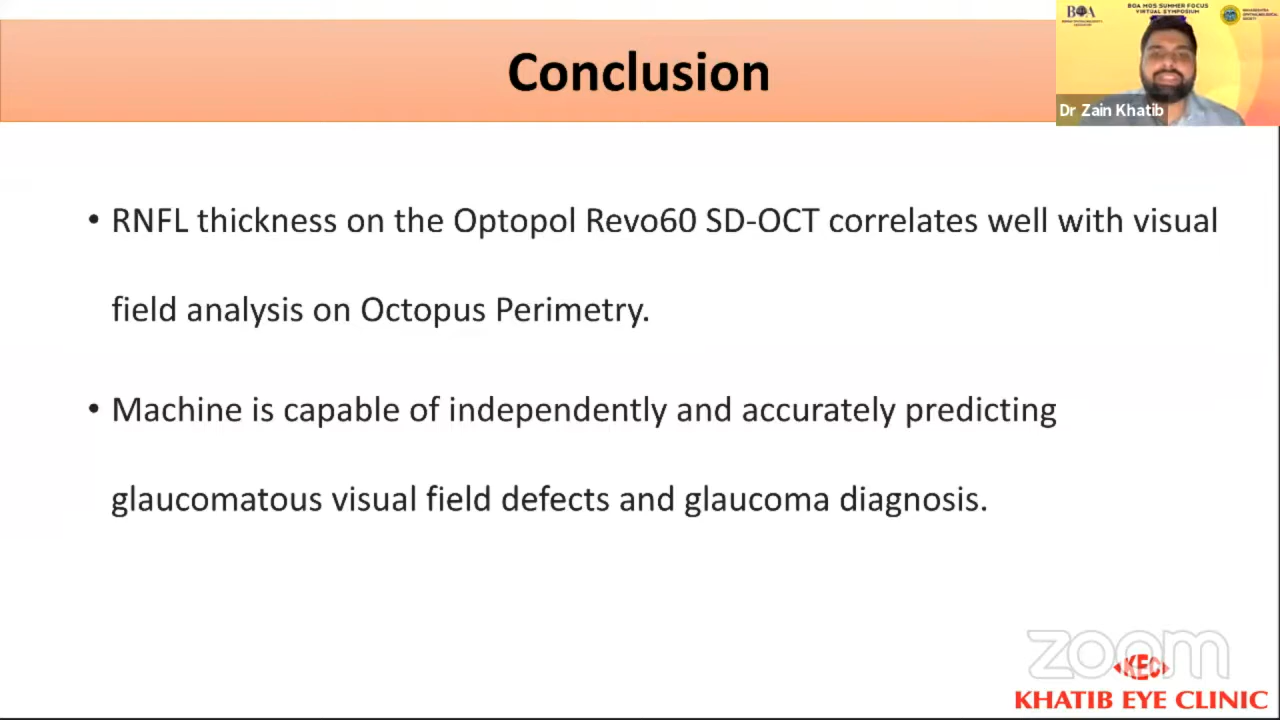 Conclusion
BOA
BOA MOS SUMMER FOCUS
VIRTUAL SYMPOSIUM
Dr Zain Khatib
• RNFL thickness on the Optopol Revo60 SD-OCT correlates well with visual
field analysis on Octopus Perimetry.
• Machine is capable of independently and accurately predicting
glaucomatous visual field defects and glaucoma diagnosis.
zoom
KEC
KHATIB EYE CLINIC